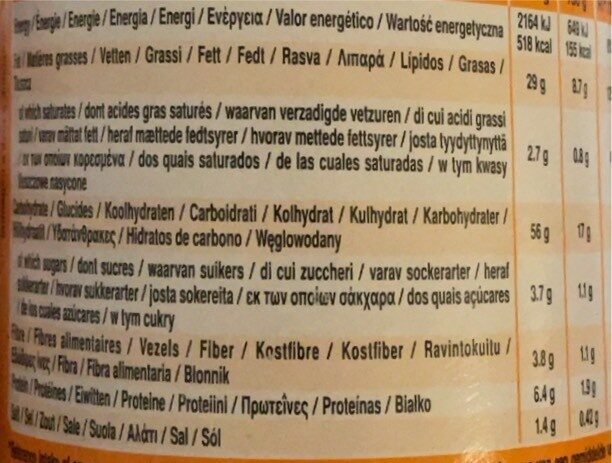 Energie / Energie / Energia / Energi / Ενέργεια / Valor energético / Wartość energetyczna 2164 kJ 649 kJ
518 kcal 155 kcal
Matières grasses / Vetten / Grassi / Fett / Fedt / Rasva / Λιπαρά / Lípidos / Grasas / 29 g 8.7 g
of which saturates / dont acides gras saturés / waarvan verzadigde vetzuren / di cui acidi grassi
varav mättat fett / heraf mættede fedtsyrer / hvorav mettede fettsyrer / josta tyydyttynyttä
εκ των οποίων κορεσμένα / dos quais saturados / de las cuales saturadas / w tym kwasy 2.7 g 0.8 g
tłuszczowe nasycone
Glucides / Koolhydraten / Carboidrati / Kolhydrat / Kulhydrat / Karbohydrater / 56 g 17 g
Υδατάνθρακες / Hidratos de carbono / Węglowodany
of which sugars / dont sucres / waarvan suikers / di cui zuccheri / varav sockerarter / heraf
sukkerarter / hvorav sukkerarter / josta sokereita / εκ των οποίων σάκχαρα / dos quais açúcares 3.7 g 1.1 g
de los cuales azúcares / w tym cukry
Fibre / Fibres alimentaires / Vezels / Fiber / Kostfibre / Kostfiber / Ravintokuitu / 3.8 g 1.1 g
Fibra / Fibra alimentaria / Błonnik
Protein / Protéines / Eiwitten / Proteine / Proteiini / Πρωτεΐνες / Proteínas / Białko 6.4 g 1.9 g
Salt / Sel / Zout / Sale / Suola / Αλάτι / Sal / Sól 1.4 g 0.42 g